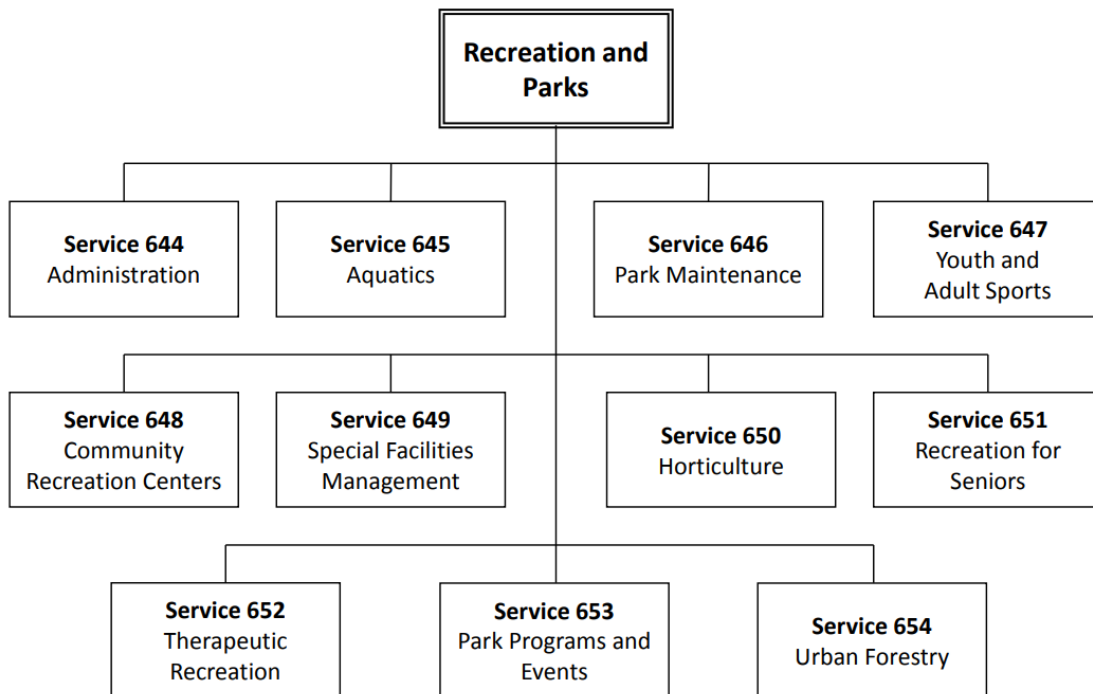 Recreation and
Parks
Service 644
Administration
Service 645
Aquatics
Service 646
Park Maintenance
Service 647
Youth and
Adult Sports
Service 648
Community
Recreation Centers
Service 649
Special Facilities
Management
Service 650
Horticulture
Service 651
Recreation for
Seniors
Service 652
Therapeutic
Recreation
Service 653
Park Programs and
Events
Service 654
Urban Forestry